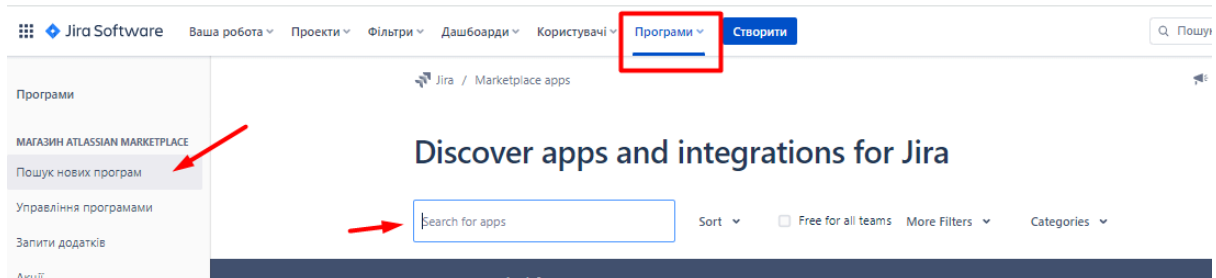 Jira Software Ваша робота Проекти Фільтри Дашбоарди Користувачі Програми Створити
Програми
МАГАЗИН ATLASSIAN MARKETPLACE
Пошук нових програм
Управління програмами
Запити додатків
Акції
Jira / Marketplace apps
Discover apps and integrations for Jira
Search for apps Sort Free for all teams More Filters Categories